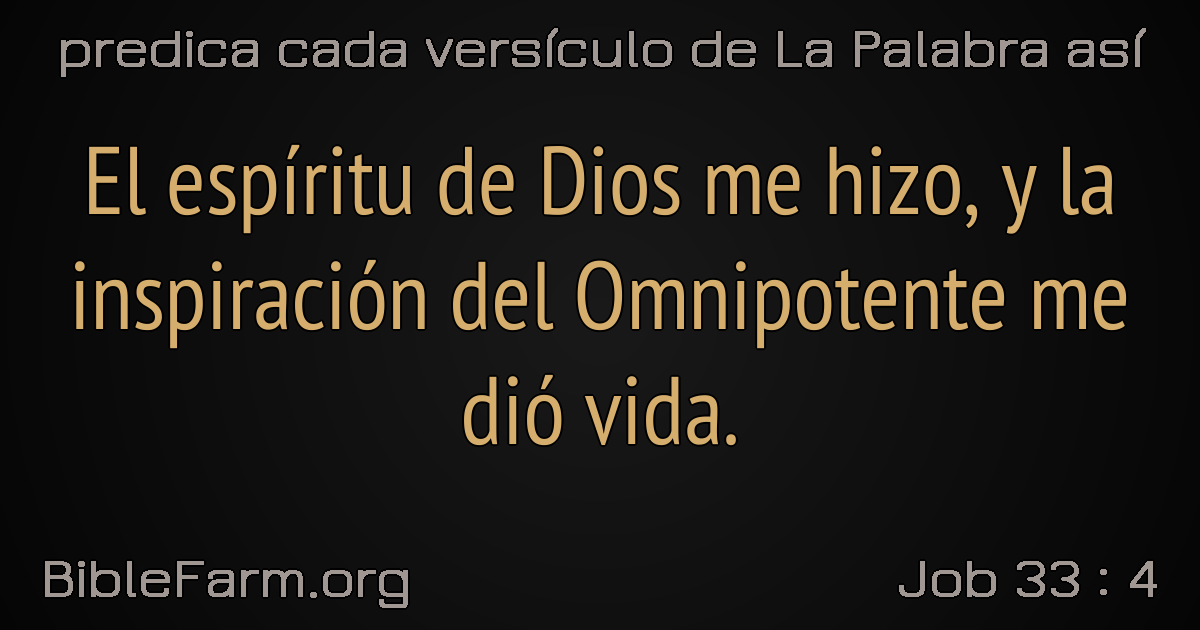 predica cada versículo de La Palabra así
El espíritu de Dios me hizo, y la
inspiración del Omnipotente me
dió vida.
BibleFarm.org
Job 33 : 4